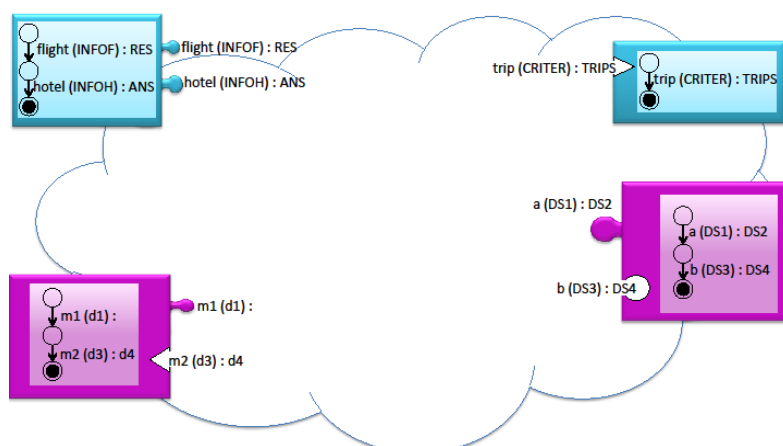 flight (INFOF) : RES
hotel (INFOH) : ANS
flight (INFOF) : RES
hotel (INFOH) : ANS
trip (CRITER) : TRIPS
trip (CRITER) : TRIPS
a (DS1) : DS2
b (DS3) : DS4
a (DS1) : DS2
b (DS3) : DS4
m1 (d1) :
m2 (d3) : d4
m1 (d1) :
m2 (d3) : d4